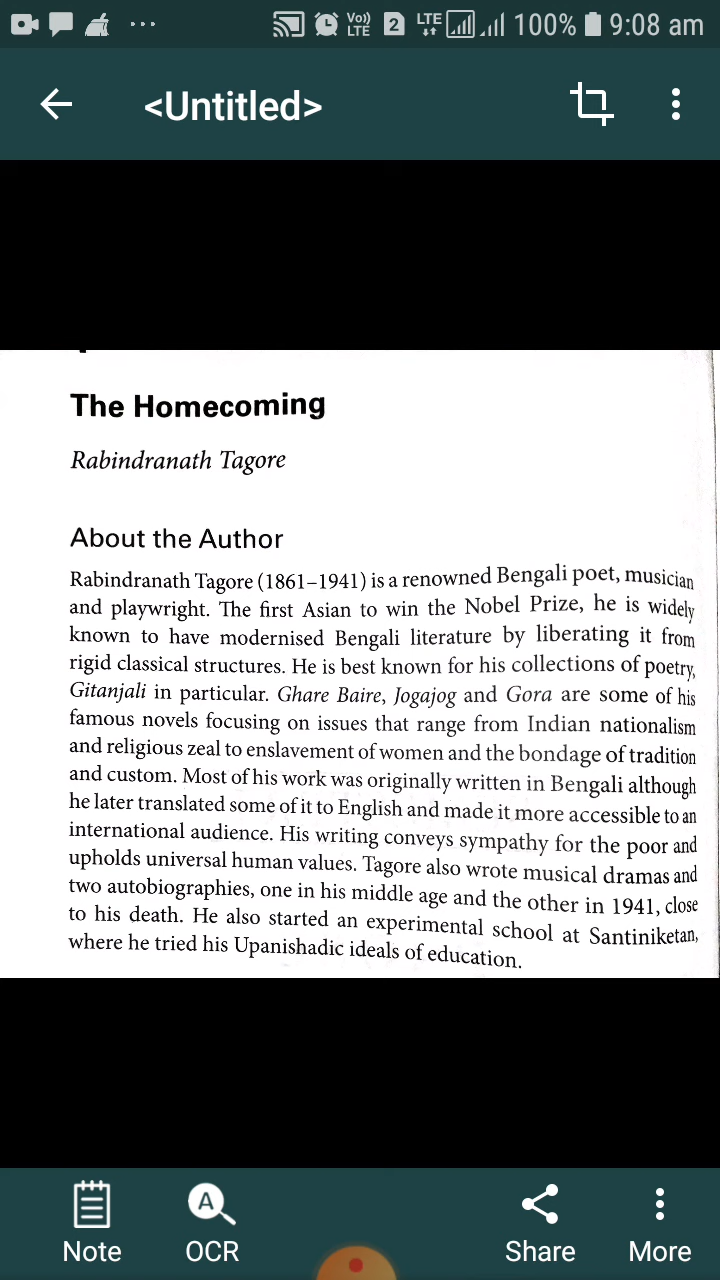 Vo)) LTE 2 LTE 100% 9:08 am
<Untitled>
The Homecoming
Rabindranath Tagore
About the Author
Rabindranath Tagore (1861–1941) is a renowned Bengali poet, musician
and playwright. The first Asian to win the Nobel Prize, he is widely
known to have modernised Bengali literature by liberating it from
rigid classical structures. He is best known for his collections of poetry,
Gitanjali in particular. Ghare Baire, Jogajog and Gora are some of his
famous novels focusing on issues that range from Indian nationalism
and religious zeal to enslavement of women and the bondage of tradition
and custom. Most of his work was originally written in Bengali although
he later translated some of it to English and made it more accessible to an
international audience. His writing conveys sympathy for the poor and
upholds universal human values. Tagore also wrote musical dramas and
two autobiographies, one in his middle age and the other in 1941, close
to his death. He also started an experimental school at Santiniketan,
where he tried his Upanishadic ideals of education.
A
Note OCR Share More